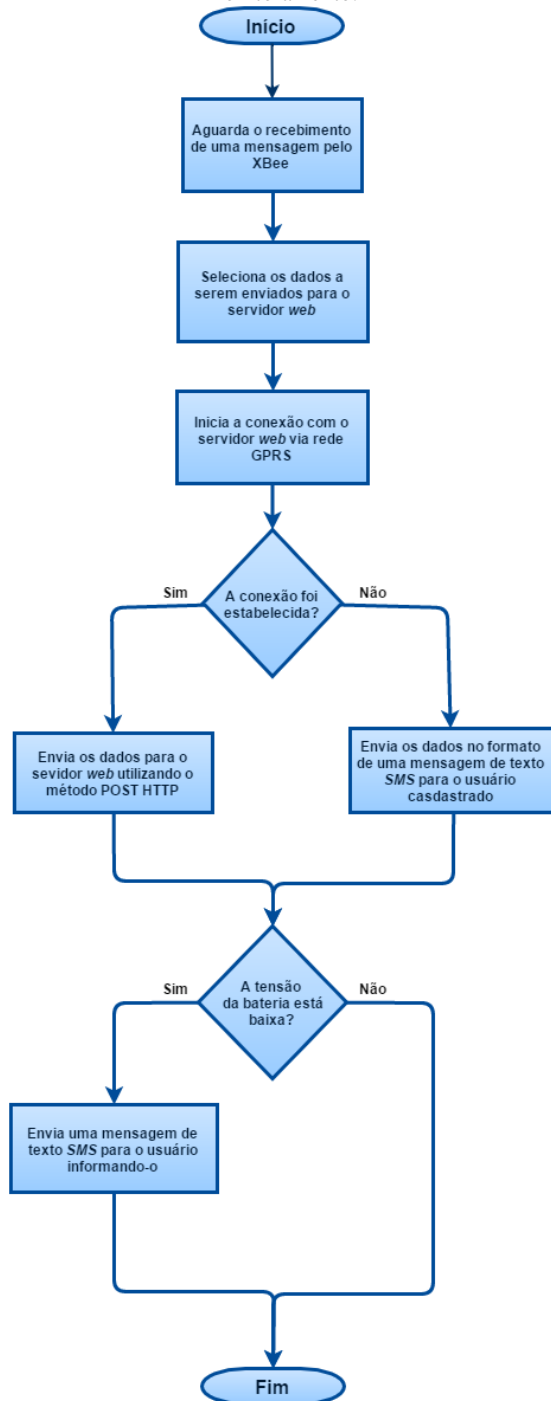 Início
Aguarda o recebimento
de uma mensagem pelo
XBee
Seleciona os dados a
serem enviados para o
servidor web
Inicia a conexão com o
servidor web via rede
GPRS
A conexão foi
estabelecida?
Sim
Não
Envia os dados para o
sevidor web utilizando o
método POST HTTP
Envia os dados no formato
de uma mensagem de texto
SMS para o usuário
casdastrado
A tensão
da bateria está
baixa?
Sim
Não
Envia uma mensagem de
texto SMS para o usuário
informando-o
Fim